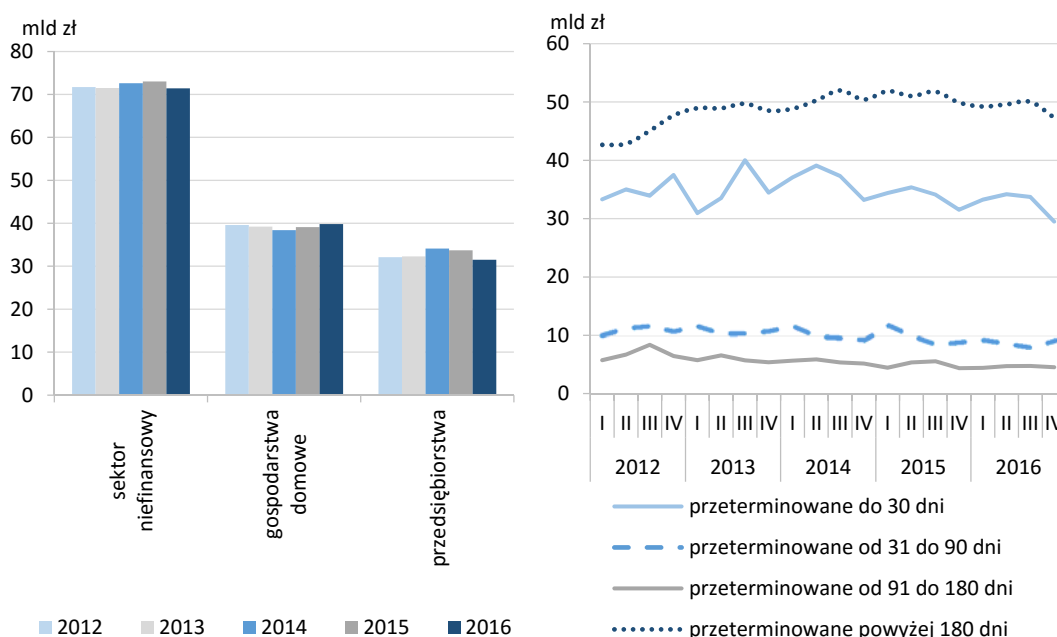 mld zł
80
70
60
50
40
30
20
10
0
sektor
niefinansowy
gospodarstwa
domowe
przedsiębiorstwa
2012 2013 2014 2015 2016
mld zł
60
50
40
30
20
10
0
I II III IV I II III IV I II III IV I II III IV I II III IV
2012 2013 2014 2015 2016
przeterminowane do 30 dni
przeterminowane od 31 do 90 dni
przeterminowane od 91 do 180 dni
przeterminowane powyżej 180 dni